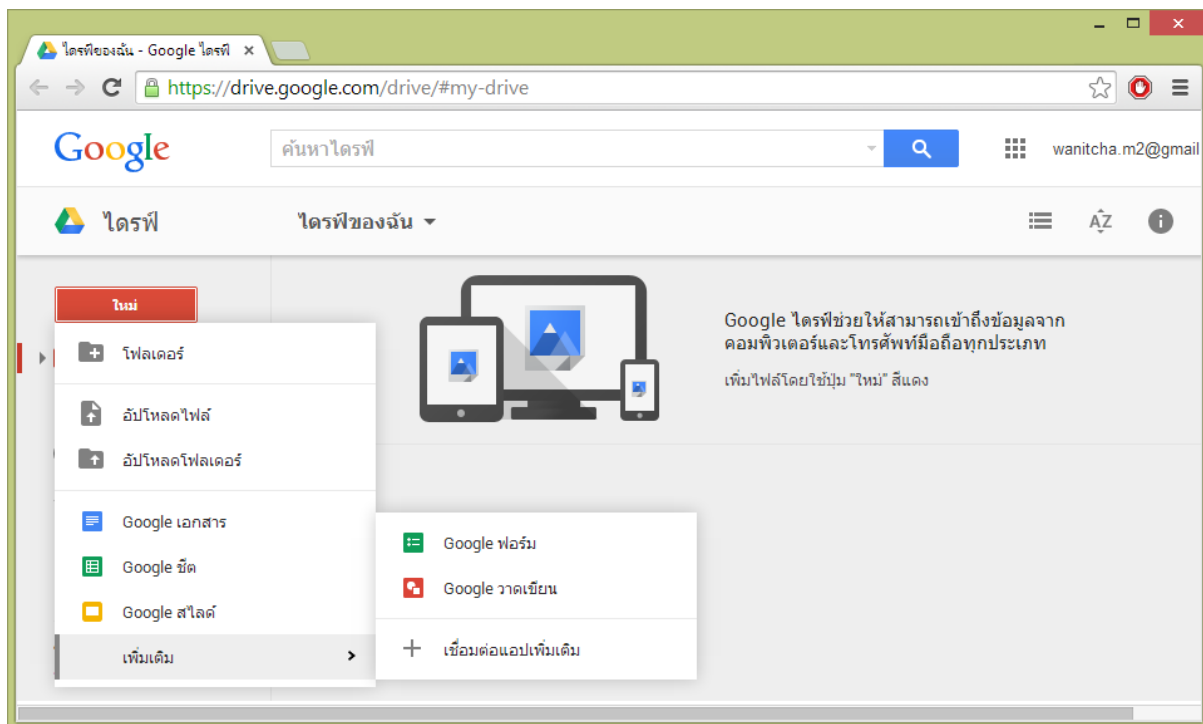 ไดรฟ์ของฉัน - Google ไดรฟ์
https://drive.google.com/drive/#my-drive
Google
ค้นหาไดรฟ์
wanitcha.m2@gmail
ไดรฟ์
ไดรฟ์ของฉัน
AZ
ใหม่
Google ไดรฟ์ช่วยให้สามารถเข้าถึงข้อมูลจาก
คอมพิวเตอร์และโทรศัพท์มือถือทุกประเภท
เพิ่มไฟล์โดยใช้ปุ่ม "ใหม่" สีแดง
โฟลเดอร์
อัปโหลดไฟล์
อัปโหลดโฟลเดอร์
Google เอกสาร
Google ชีต
Google สไลด์
เพิ่มเติม
Google ฟอร์ม
Google วาดเขียน
เชื่อมต่อแอปเพิ่มเติม